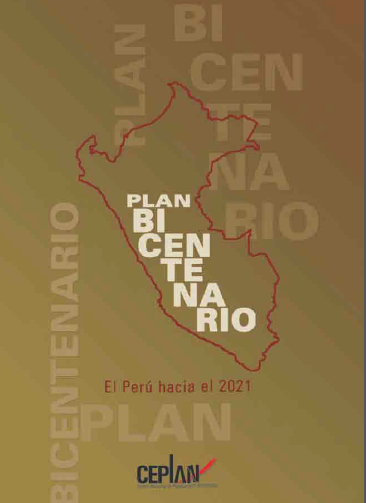 PLAN
BI
CEN
TE
NA
RIO
PLAN
BI
CEN
TE
NA
RIO
BICENTENARIO
El Perú hacia el 2021
PLAN
CEPLAN